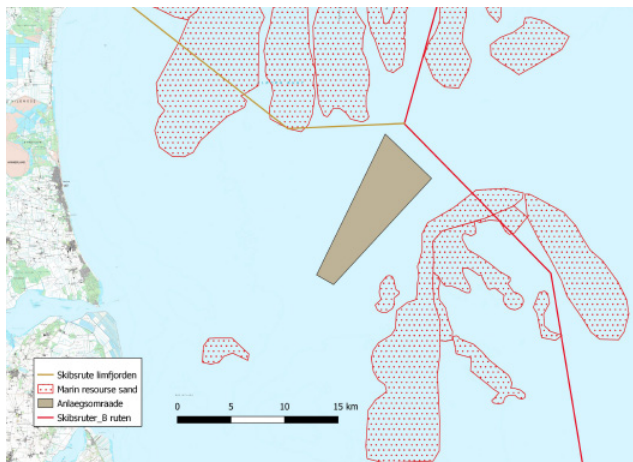 Skibsrute limfjorden
Marin resourse sand
Anlaegsomraade
Skibsruter_B ruten
0 5 10 15 km